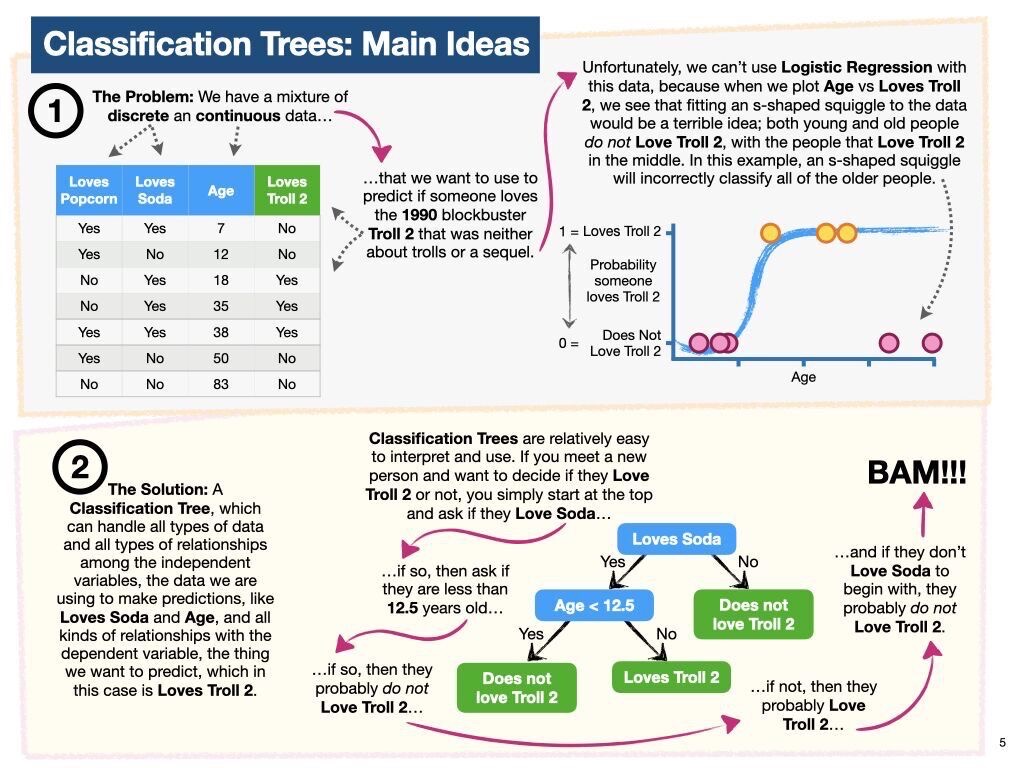 Classification Trees: Main Ideas
1
The Problem: We have a mixture of
discrete an continuous data…
Loves Popcorn Loves Soda Age Loves Troll 2
Yes Yes 7 No
Yes No 12 No
No Yes 18 Yes
No Yes 35 Yes
Yes Yes 38 Yes
Yes No 50 No
No No 83 No
…that we want to use to
predict if someone loves
the 1990 blockbuster
Troll 2 that was neither
about trolls or a sequel.
Unfortunately, we can’t use Logistic Regression with
this data, because when we plot Age vs Loves Troll
2, we see that fitting an s-shaped squiggle to the data
would be a terrible idea; both young and old people
do not Love Troll 2, with the people that Love Troll 2
in the middle. In this example, an s-shaped squiggle
will incorrectly classify all of the older people.
1 = Loves Troll 2
Probability
someone
loves Troll 2
0 = Does Not
Love Troll 2
Age
2
The Solution: A
Classification Tree, which
can handle all types of data
and all types of relationships
among the independent
variables, the data we are
using to make predictions, like
Loves Soda and Age, and all
kinds of relationships with the
dependent variable, the thing
we want to predict, which in
this case is Loves Troll 2.
Classification Trees are relatively easy
to interpret and use. If you meet a new
person and want to decide if they Love
Troll 2 or not, you simply start at the top
and ask if they Love Soda…
…if so, then ask if
they are less than
12.5 years old…
…if so, then they
probably do not
Love Troll 2…
Loves Soda
Yes
No
Age < 12.5
Does not
love Troll 2
Yes
No
Does not
love Troll 2
Loves Troll 2
…if not, then they
probably Love
Troll 2…
…and if they don’t
Love Soda to
begin with, they
probably do not
Love Troll 2.
BAM!!!
5